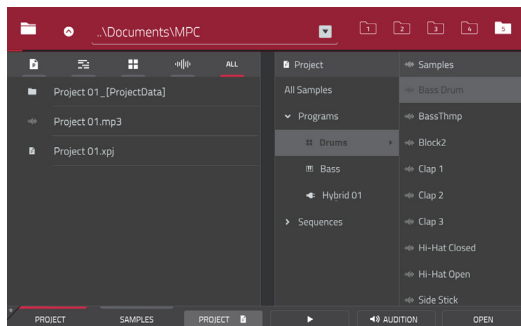 ..\Documents\MPC
1 2 3 4 5
ALL
Project 01_[ProjectData]
Project 01.mp3
Project 01.xpj
Project
All Samples
Programs
Drums
Bass
Hybrid 01
Sequences
Samples
Bass Drum
BassThmp
Block2
Clap 1
Clap 2
Clap 3
Hi-Hat Closed
Hi-Hat Open
Side Stick
PROJECT SAMPLES PROJECT AUDITION OPEN